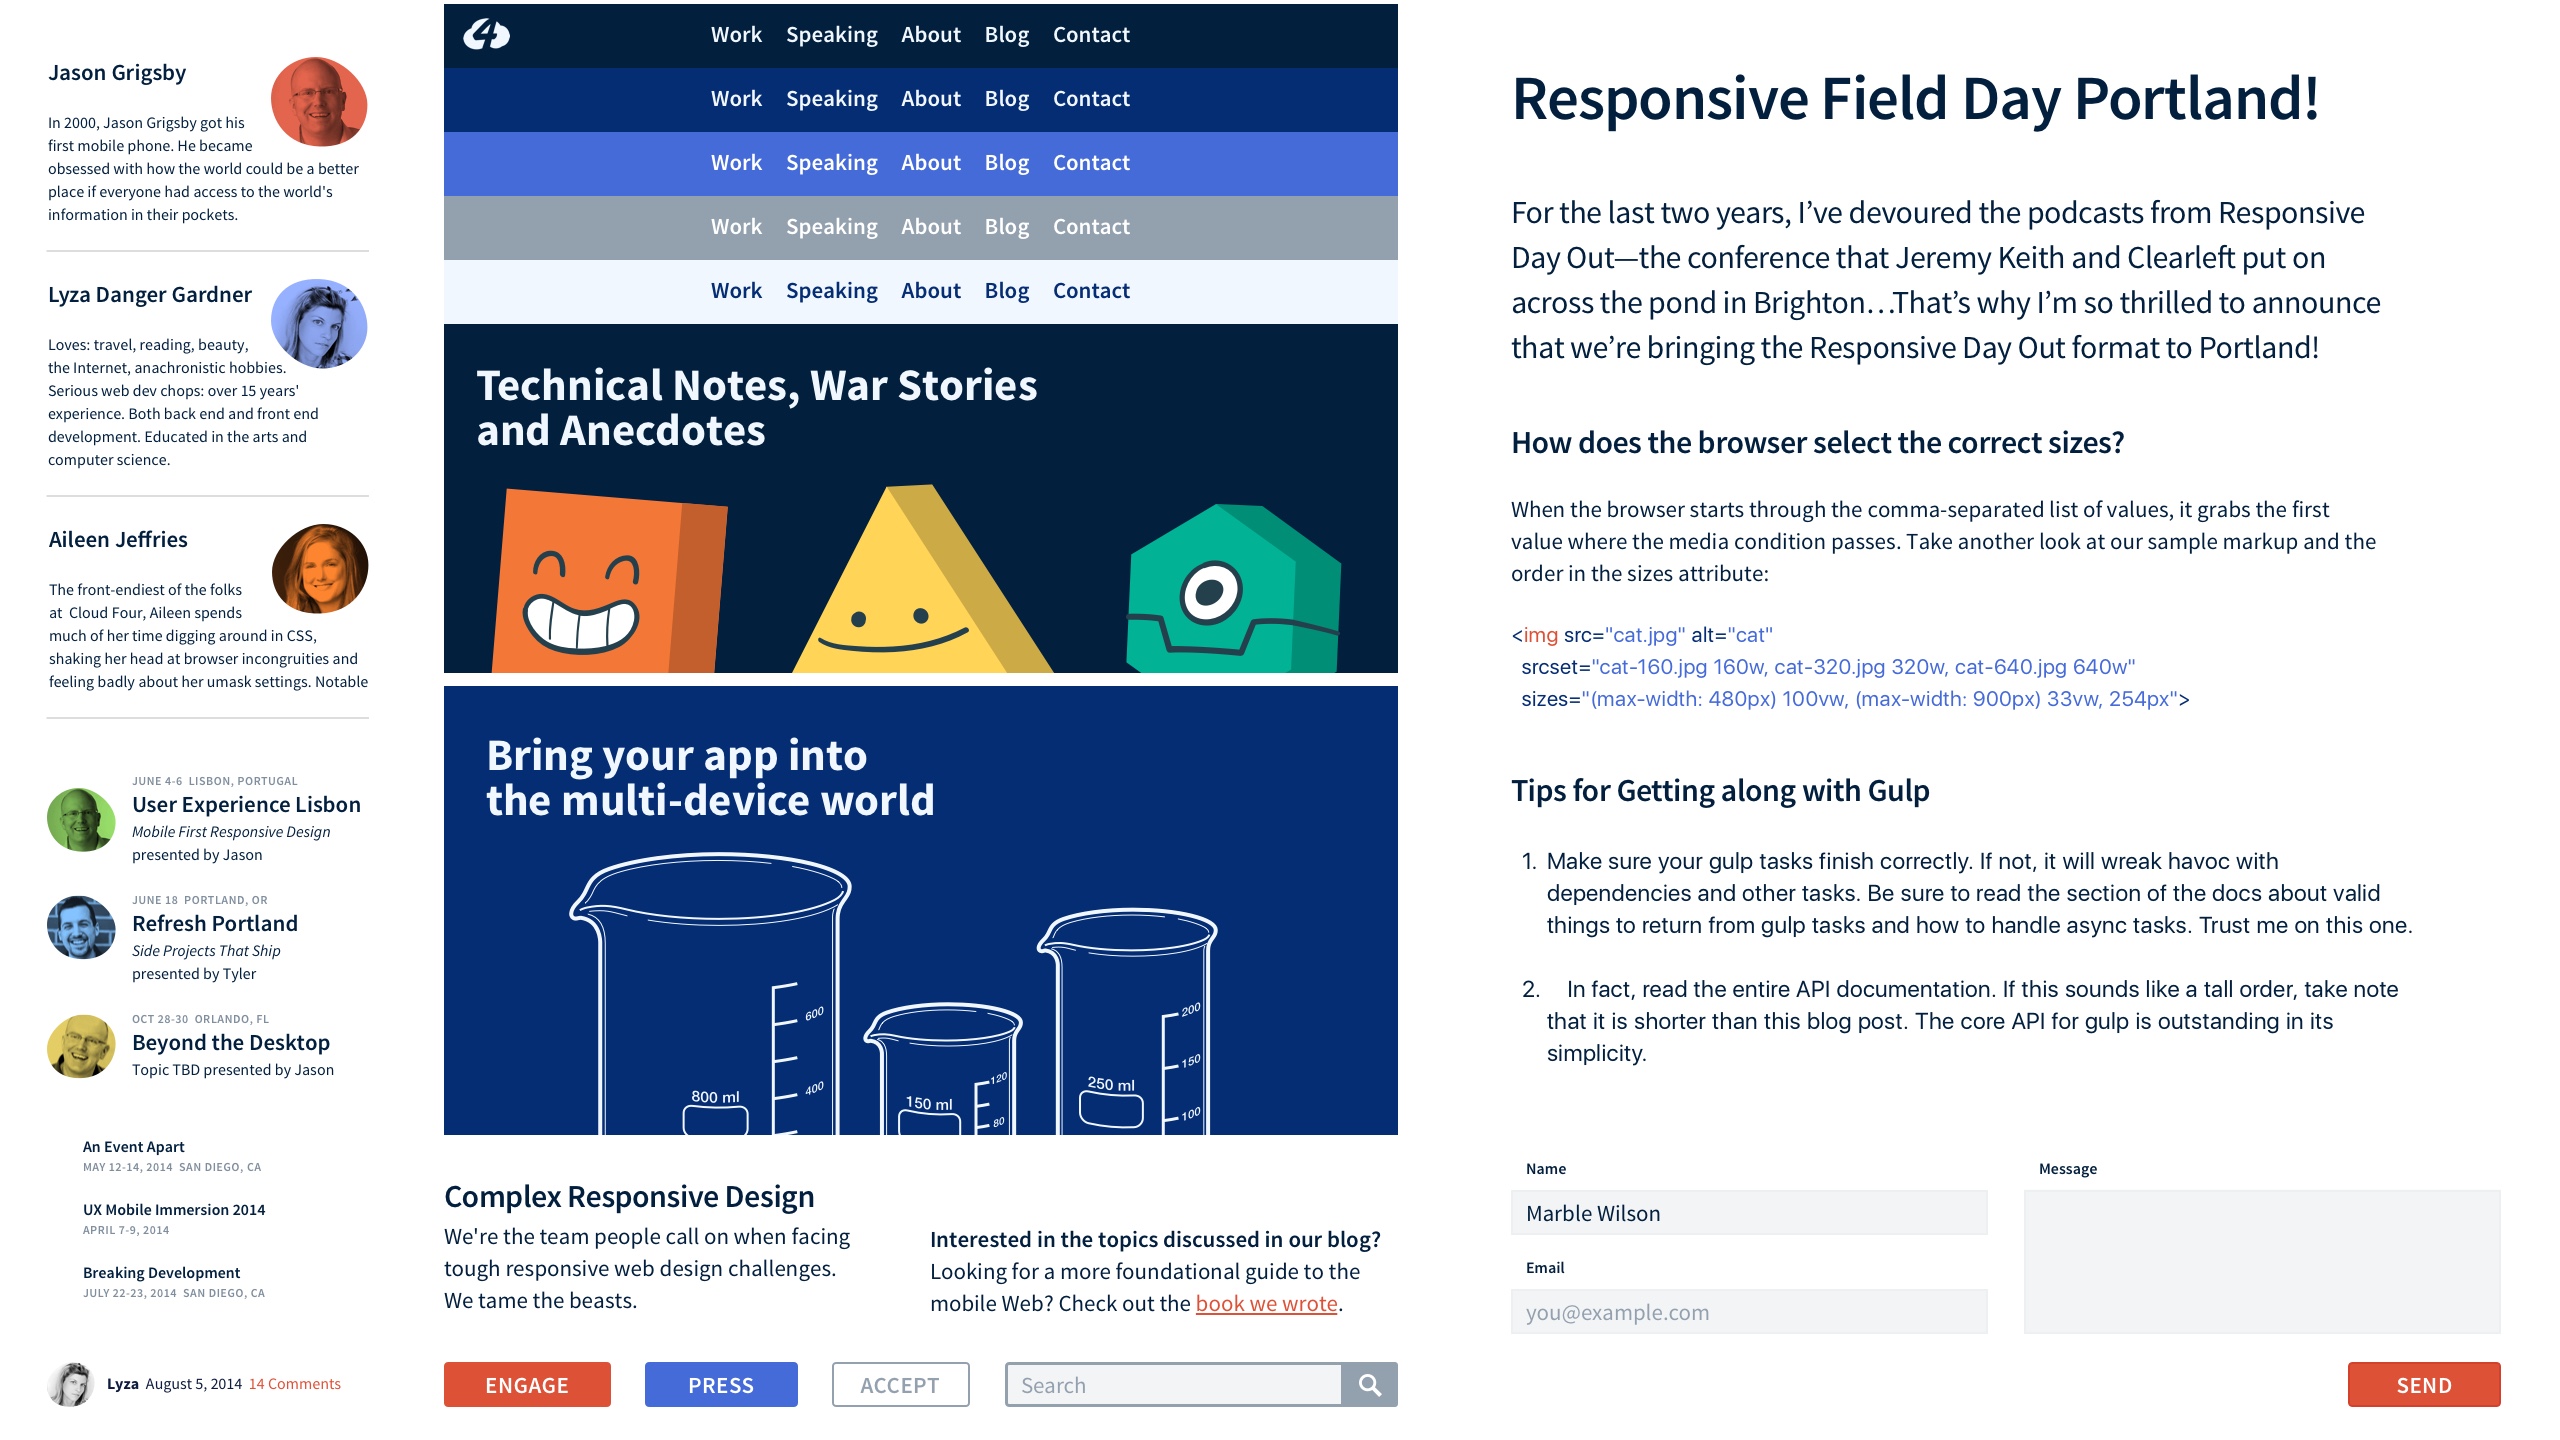 Jason Grigsby
In 2000, Jason Grigsby got his
first mobile phone. He became
obsessed with how the world could be a better
place if everyone had access to the world's
information in their pockets.
Lyza Danger Gardner
Loves: travel, reading, beauty,
the Internet, anachronistic hobbies.
Serious web dev chops: over 15 years'
experience. Both back end and front end
development. Educated in the arts and
computer science.
Aileen Jeffries
The front-endiest of the folks
at Cloud Four, Aileen spends
much of her time digging around in CSS,
shaking her head at browser incongruities and
feeling badly about her umask settings. Notable
JUNE 4-6 LISBON, PORTUGAL
User Experience Lisbon
Mobile First Responsive Design
presented by Jason
JUNE 18 PORTLAND, OR
Refresh Portland
Side Projects That Ship
presented by Tyler
OCT 28-30 ORLANDO, FL
Beyond the Desktop
Topic TBD presented by Jason
An Event Apart
MAY 12-14, 2014 SAN DIEGO, CA
UX Mobile Immersion 2014
APRIL 7-9, 2014
Breaking Development
JULY 22-23, 2014 SAN DIEGO, CA
Lyza August 5, 2014 14 Comments
4
Work Speaking About Blog Contact
Work Speaking About Blog Contact
Work Speaking About Blog Contact
Work Speaking About Blog Contact
Work Speaking About Blog Contact
Technical Notes, War Stories
and Anecdotes
Bring your app into
the multi-device world
600
400
800 ml
120
80
150 ml
200
150
100
250 ml
Complex Responsive Design
We're the team people call on when facing
tough responsive web design challenges.
We tame the beasts.
Interested in the topics discussed in our blog?
Looking for a more foundational guide to the
mobile Web? Check out the book we wrote.
ENGAGE
PRESS
ACCEPT
Search
Responsive Field Day Portland!
For the last two years, I’ve devoured the podcasts from Responsive
Day Out—the conference that Jeremy Keith and Clearleft put on
across the pond in Brighton…That’s why I’m so thrilled to announce
that we’re bringing the Responsive Day Out format to Portland!
How does the browser select the correct sizes?
When the browser starts through the comma-separated list of values, it grabs the first
value where the media condition passes. Take another look at our sample markup and the
order in the sizes attribute:
<img src="cat.jpg" alt="cat"
srcset="cat-160.jpg 160w, cat-320.jpg 320w, cat-640.jpg 640w"
sizes="(max-width: 480px) 100vw, (max-width: 900px) 33vw, 254px">
Tips for Getting along with Gulp
1. Make sure your gulp tasks finish correctly. If not, it will wreak havoc with
dependencies and other tasks. Be sure to read the section of the docs about valid
things to return from gulp tasks and how to handle async tasks. Trust me on this one.
2. In fact, read the entire API documentation. If this sounds like a tall order, take note
that it is shorter than this blog post. The core API for gulp is outstanding in its
simplicity.
Name
Marble Wilson
Email
you@example.com
Message
SEND